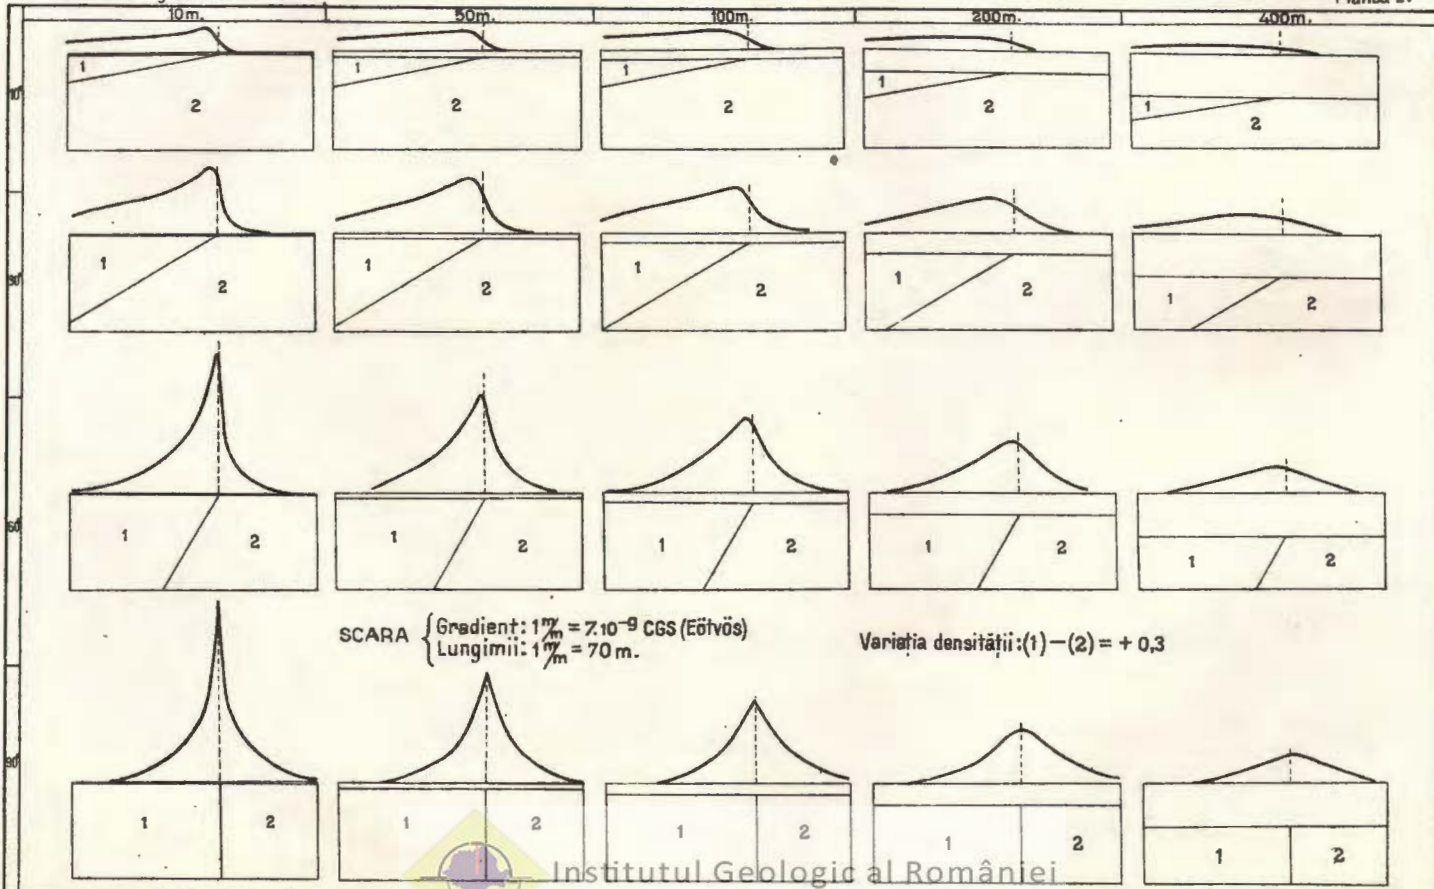 10m. 50m. 100m. 200m. 400m.
1 1 1 1 1
2 2 2 2 2
1 1 1 1 1
2 2 2 2 2
60°
1 2 1 2 1 2 1 2 1 2
SCARA { Gradient: 1 m/m = 7.10⁻⁹ CGS (Eötvös)
Lungimii: 1 m/m = 70 m.
Variația densității: (1) – (2) = + 0,3
90°
1 2 1 2 1 2 1 2 1 2
Institutul Geologic al României